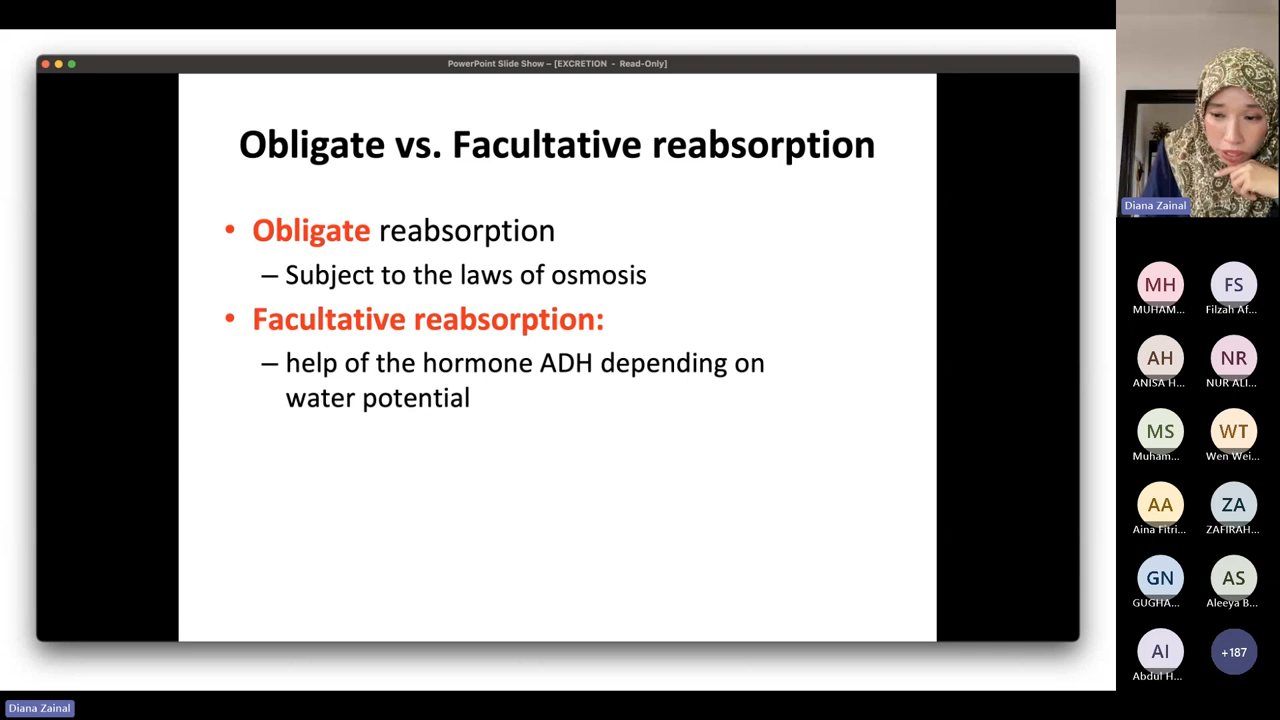 PowerPoint Slide Show – [EXCRETION - Read-Only]
Obligate vs. Facultative reabsorption
• Obligate reabsorption
– Subject to the laws of osmosis
• Facultative reabsorption:
– help of the hormone ADH depending on
water potential
Diana Zainal
MH
FS
MUHAM...
Filzah Af...
AH
NR
ANISA H...
NUR ALI...
MS
WT
Muham...
Wen Wei...
AA
ZA
Aina Fitri...
ZAFIRAH...
GN
AS
GUGHA...
Aleeya B...
AI
+187
Abdul H...
Diana Zainal